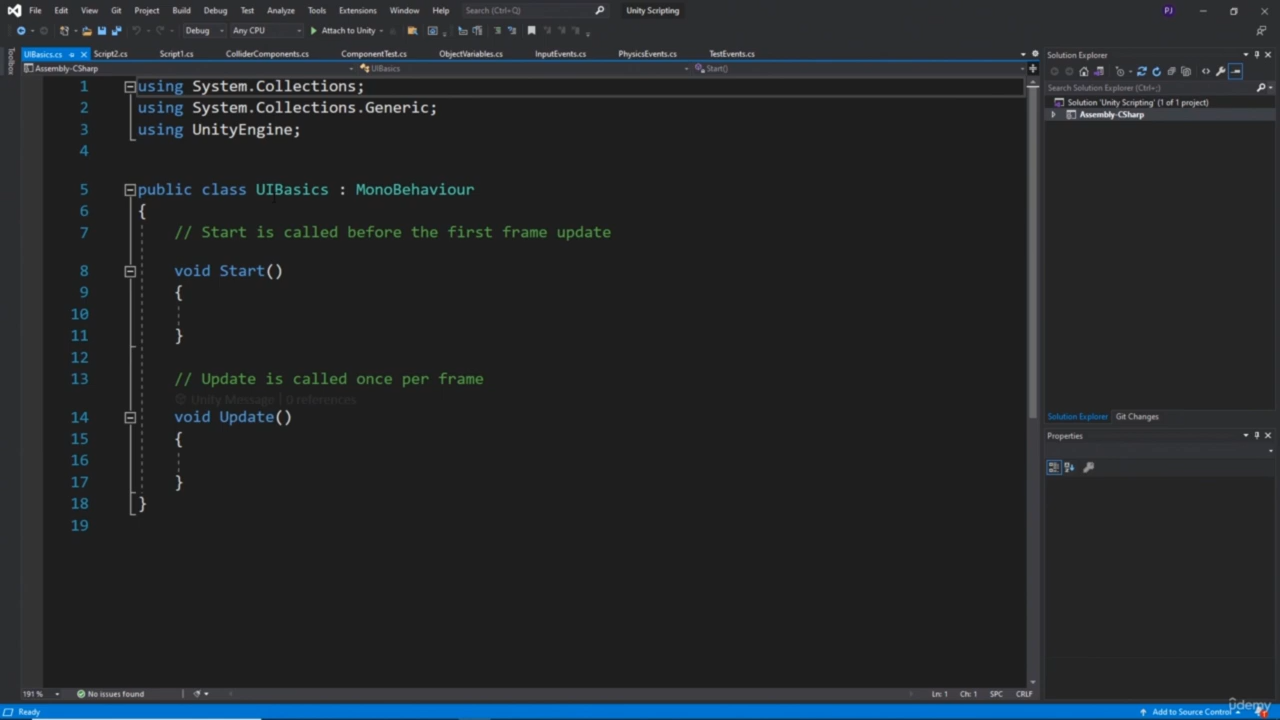 File Edit View Git Project Build Debug Test Analyze Tools Extensions Window Help Search (Ctrl+Q) Unity Scripting PJ
Debug Any CPU Attach to Unity
UIBasics.cs Script2.cs Script1.cs ColliderComponents.cs ComponentTest.cs ObjectVariables.cs InputEvents.cs PhysicsEvents.cs TestEvents.cs
Assembly-CSharp UIBasics Start()
Toolbox
1 using System.Collections;
2 using System.Collections.Generic;
3 using UnityEngine;
4
5 public class UIBasics : MonoBehaviour
6 {
7 // Start is called before the first frame update
8 void Start()
9 {
10
11 }
12
13 // Update is called once per frame
Unity Message | 0 references
14 void Update()
15 {
16
17 }
18 }
19
Solution Explorer
Search Solution Explorer (Ctrl+;)
Solution 'Unity Scripting' (1 of 1 project)
Assembly-CSharp
Solution Explorer Git Changes
Properties
191 % No issues found Ln: 1 Ch: 1 SPC CRLF
Ready Add to Source Control
udemy